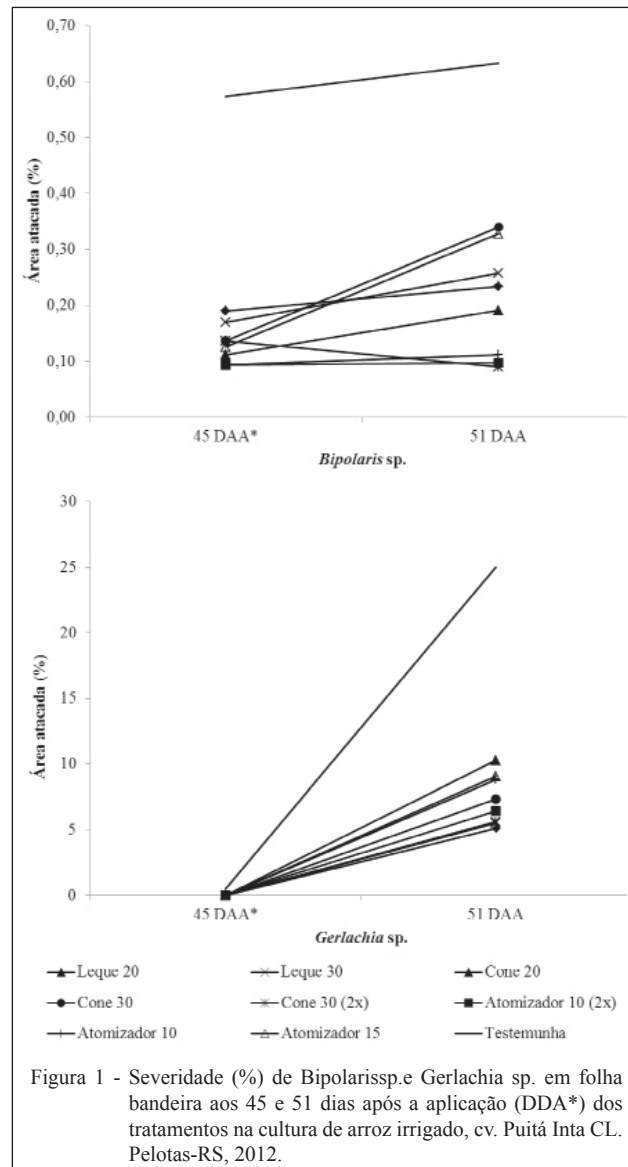 0,70
0,60
0,50
0,40
0,30
0,20
0,10
0,00
Área atacada (%)
45 DAA* 51 DAA
Bipolaris sp.
30
25
20
15
10
5
0
Área atacada (%)
45 DAA* 51 DAA
Gerlachia sp.
Leque 20 Leque 30 Cone 20
Cone 30 Cone 30 (2x) Atomizador 10 (2x)
Atomizador 10 Atomizador 15 Testemunha
Figura 1 - Severidade (%) de Bipolarissp.e Gerlachia sp. em folha
bandeira aos 45 e 51 dias após a aplicação (DDA*) dos
tratamentos na cultura de arroz irrigado, cv. Puitá Inta CL.
Pelotas-RS, 2012.